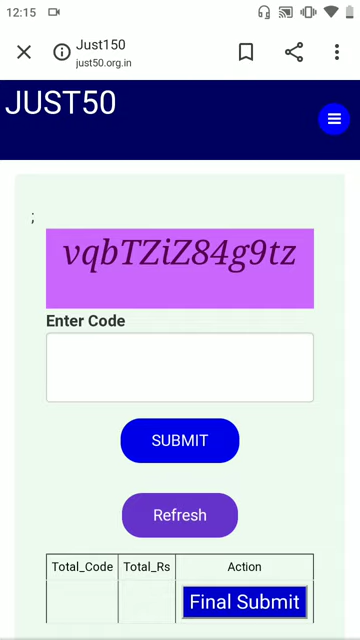 12:15
Just150
just50.org.in
JUST50
;
vqbTZiZ84g9tz
Enter Code
SUBMIT
Refresh
Total_Code Total_Rs Action
Final Submit